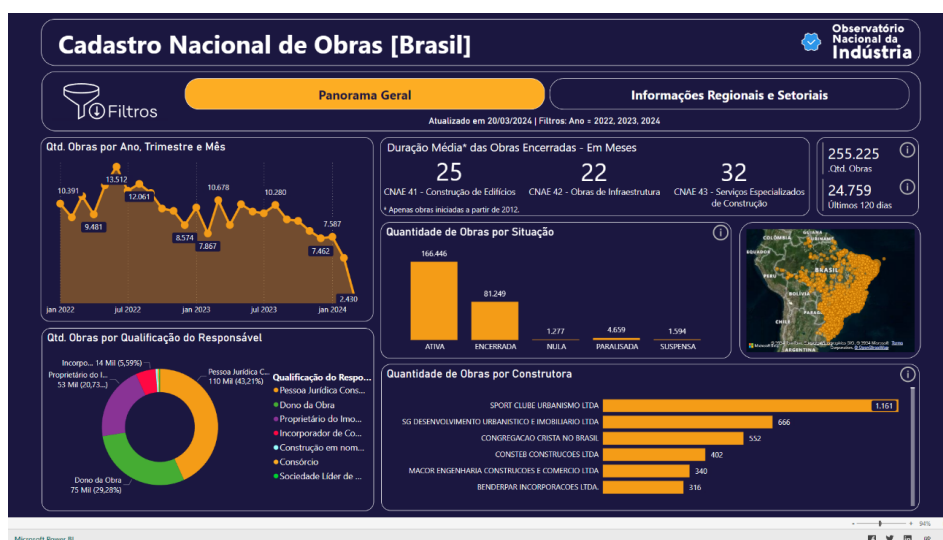 Cadastro Nacional de Obras [Brasil]
Observatório
Nacional da
Indústria
Filtros
Panorama Geral
Informações Regionais e Setoriais
Atualizado em 20/03/2024 | Filtros: Ano = 2022, 2023, 2024
Qtd. Obras por Ano, Trimestre e Mês
10.391
9.481
13.512
12.061
8.574
7.867
10.678
10.280
7.587
7.462
2.430
jan 2022
jul 2022
jan 2023
jul 2023
jan 2024
Duração Média* das Obras Encerradas - Em Meses
25
22
32
CNAE 41 - Construção de Edifícios
CNAE 42 - Obras de Infraestrutura
CNAE 43 - Serviços Especializados
de Construção
* Apenas obras iniciadas a partir de 2012.
255.225
.Qtd. Obras
24.759
Últimos 120 dias
Quantidade de Obras por Situação
166.446
81.249
1.277
4.659
1.594
ATIVA
ENCERRADA
NULA
PARALISADA
SUSPENSA
COLÔMBIA
GUIANA
SURINAME
EQUADOR
PERU
BRASIL
BOLÍVIA
PARAG.
CHILE
ARGENTINA
Qtd. Obras por Qualificação do Responsável
Incorpo... 14 Mil (5,59%)
Proprietário do I...
53 Mil (20,73...)
Pessoa Jurídica C...
110 Mil (43,21%)
Dono da Obra
75 Mil (29,28%)
Qualificação do Respo...
Pessoa Jurídica Cons...
Dono da Obra
Proprietário do Imo...
Incorporador de Co...
Construção em nom...
Consórcio
Sociedade Líder de ...
Quantidade de Obras por Construtora
SPORT CLUBE URBANISMO LTDA 1.161
SG DESENVOLVIMENTO URBANISTICO E IMOBILIARIO LTDA 666
CONGREGACAO CRISTA NO BRASIL 552
CONSTEB CONSTRUCOES LTDA 402
MACOR ENGENHARIA CONSTRUCOES E COMERCIO LTDA 340
BENDERPAR INCORPORACOES LTDA. 316
- + 94%
Microsoft Power BI